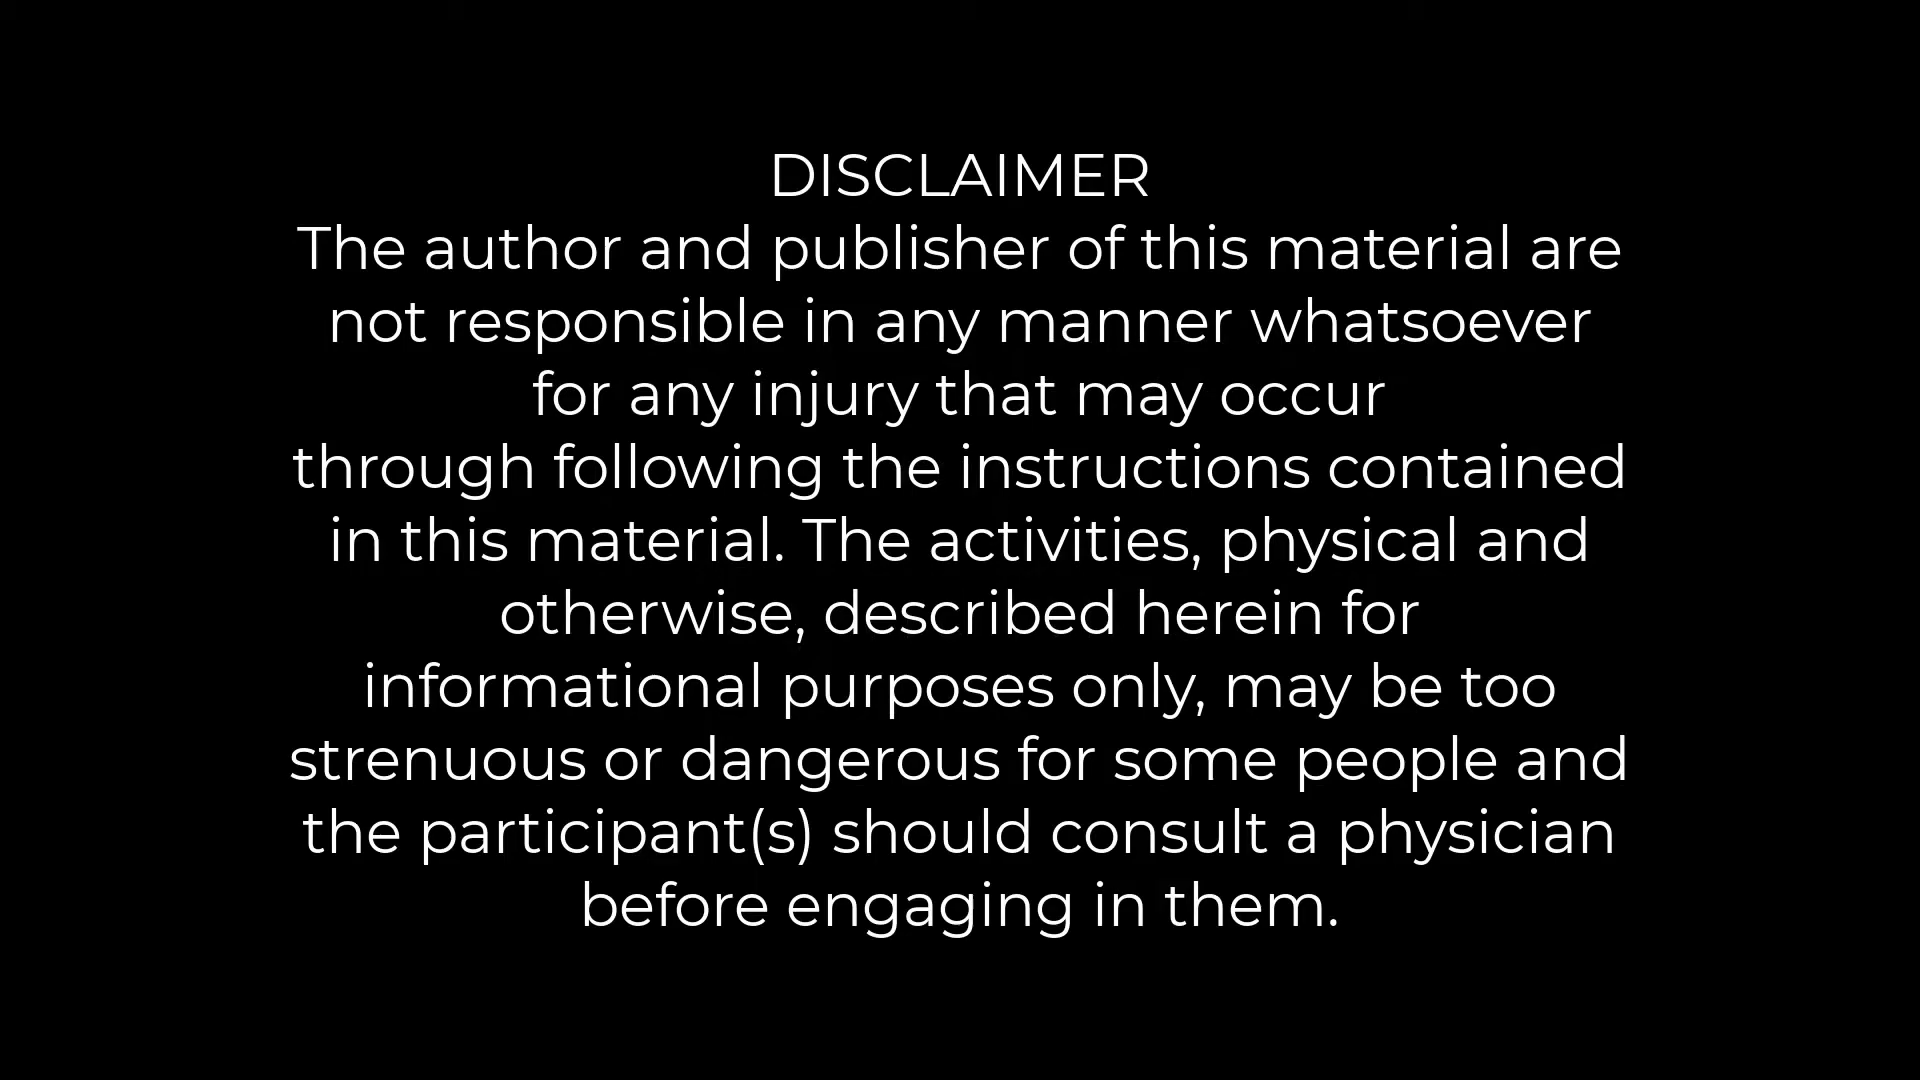 DISCLAIMER
The author and publisher of this material are
not responsible in any manner whatsoever
for any injury that may occur
through following the instructions contained
in this material. The activities, physical and
otherwise, described herein for
informational purposes only, may be too
strenuous or dangerous for some people and
the participant(s) should consult a physician
before engaging in them.